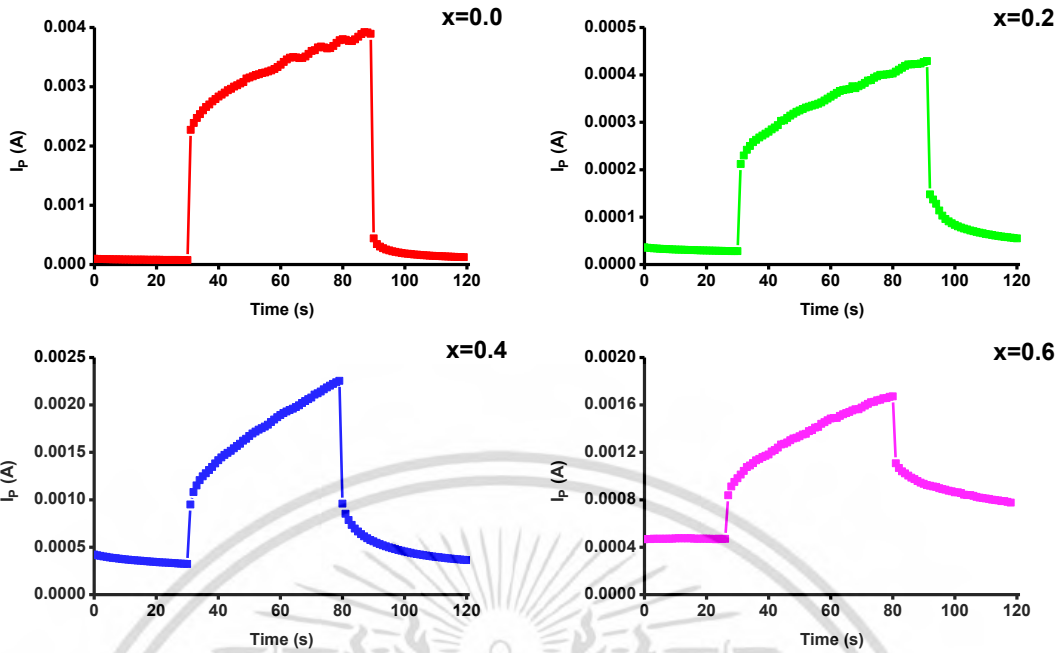 x=0.0
0.004
0.003
0.002
0.001
0.000
I_P (A)
0 20 40 60 80 100 120
Time (s)
x=0.2
0.0005
0.0004
0.0003
0.0002
0.0001
0.0000
I_P (A)
0 20 40 60 80 100 120
Time (s)
x=0.4
0.0025
0.0020
0.0015
0.0010
0.0005
0.0000
I_P (A)
0 20 40 60 80 100 120
Time (s)
x=0.6
0.0020
0.0016
0.0012
0.0008
0.0004
0.0000
I_P (A)
0 20 40 60 80 100 120
Time (s)